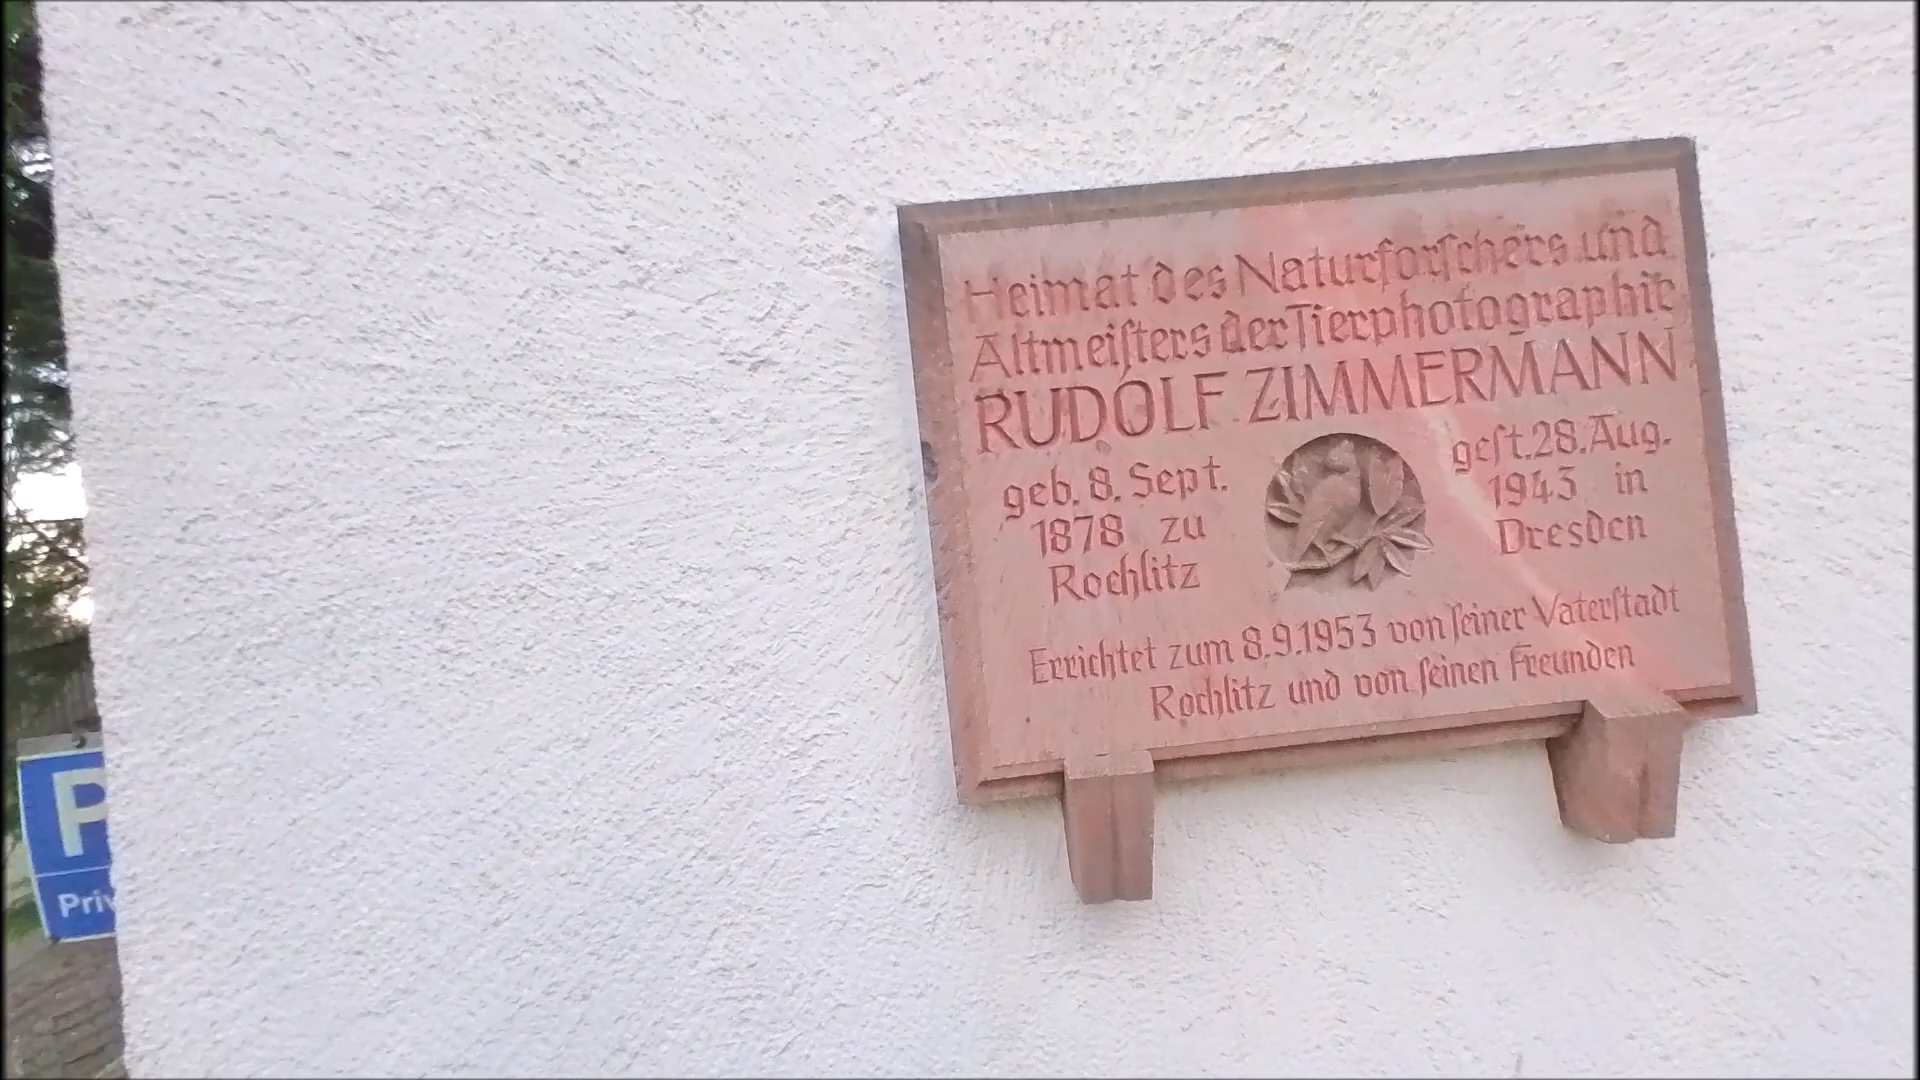 Heimat des Naturforſchers und
Altmeiſters der Tierphotographie
RUDOLF ZIMMERMANN
geb. 8. Sept.
1878 zu
Rochlitz
geſt. 28. Aug.
1943 in
Dresden
Errichtet zum 8.9.1953 von ſeiner Vaterſtadt
Rochlitz und von ſeinen Freunden
P
Priv